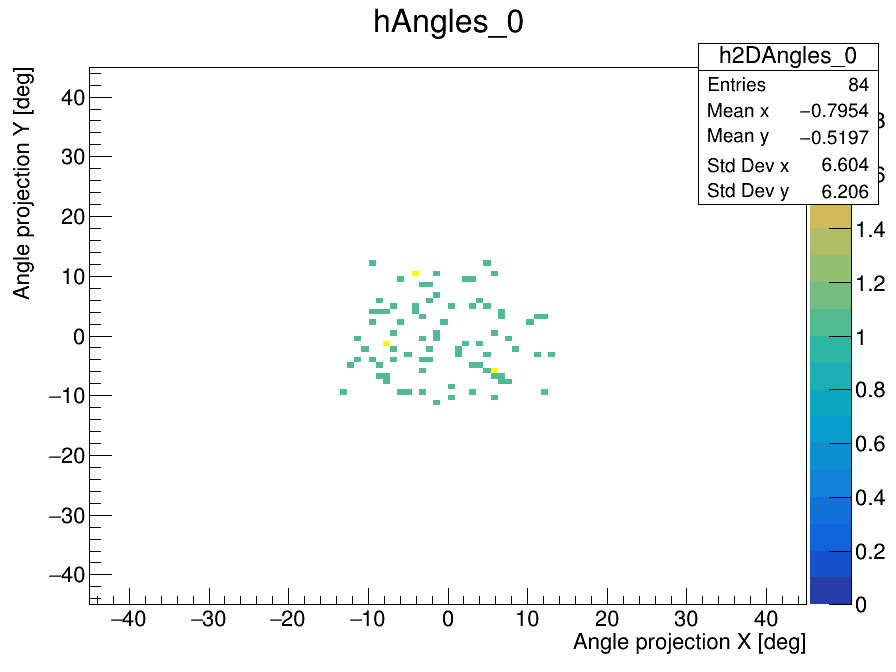 hAngles_0
h2DAngles_0
Entries 84
Mean x −0.7954
Mean y −0.5197
Std Dev x 6.604
Std Dev y 6.206
Angle projection Y [deg]
40
30
20
10
0
−10
−20
−30
−40
−40 −30 −20 −10 0 10 20 30 40
Angle projection X [deg]
1.4
1.2
1
0.8
0.6
0.4
0.2
0